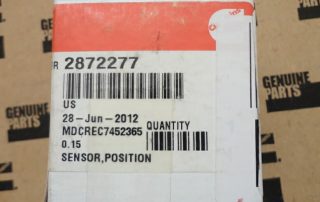 R 2872277
US
28-Jun-2012
MDCREC7452365 QUANTITY
0.15
SENSOR,POSITION
GENUINE
PARTS
GENUINE
PARTS